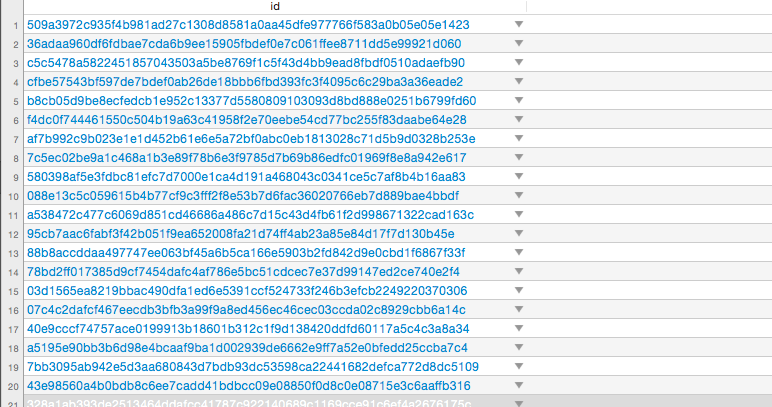 id
1 509a3972c935f4b981ad27c1308d8581a0aa45dfe977766f583a0b05e05e1423
2 36adaa960df6fdbae7cda6b9ee15905fbdef0e7c061ffee8711dd5e99921d060
3 c5c5478a5822451857043503a5be8769f1c5f43d4bb9ead8fbdf0510adaefb90
4 cfbe57543bf597de7bdef0ab26de18bbb6fbd393fc3f4095c6c29ba3a36eade2
5 b8cb05d9be8ecfedcb1e952c13377d5580809103093d8bd888e0251b6799fd60
6 f4dc0f744461550c504b19a63c41958f2e70eebe54cd77bc255f83daabe64e28
7 af7b992c9b023e1e1d452b61e6e5a72bf0abc0eb1813028c71d5b9d0328b253e
8 7c5ec02be9a1c468a1b3e89f78b6e3f9785d7b69b86edfc01969f8e8a942e617
9 580398af5e3fdbc81efc7d7000e1ca4d191a468043c0341ce5c7af8b4b16aa83
10 088e13c5c059615b4b77cf9c3fff2f8e53b7d6fac36020766eb7d889bae4bbdf
11 a538472c477c6069d851cd46686a486c7d15c43d4fb61f2d998671322cad163c
12 95cb7aac6fabf3f42b051f9ea652008fa21d74ff4ab23a85e84d17f7d130b45e
13 88b8accddaa497747ee063bf45a6b5ca166e5903b2fd842d9e0cbd1f6867f33f
14 78bd2ff017385d9cf7454dafc4af786e5bc51cdcec7e37d99147ed2ce740e2f4
15 03d1565ea8219bbac490dfa1ed6e5391ccf524733f246b3efcb2249220370306
16 07c4c2dafcf467eecdb3bfb3a99f9a8ed456ec46cec03ccda02c8929cbb6a14c
17 40e9cccf74757ace0199913b18601b312c1f9d138420ddfd60117a5c4c3a8a34
18 a5195e90bb3b6d98e4bcaaf9ba1d002939de6662e9ff7a52e0bfedd25ccba7c4
19 7bb3095ab942e5d3aa680843d7bdb93dc53598ca22441682defca772d8dc5109
20 43e98560a4b0bdb8c6ee7cadd41bdbcc09e08850f0d8c0e08715e3c6aaffb316
21